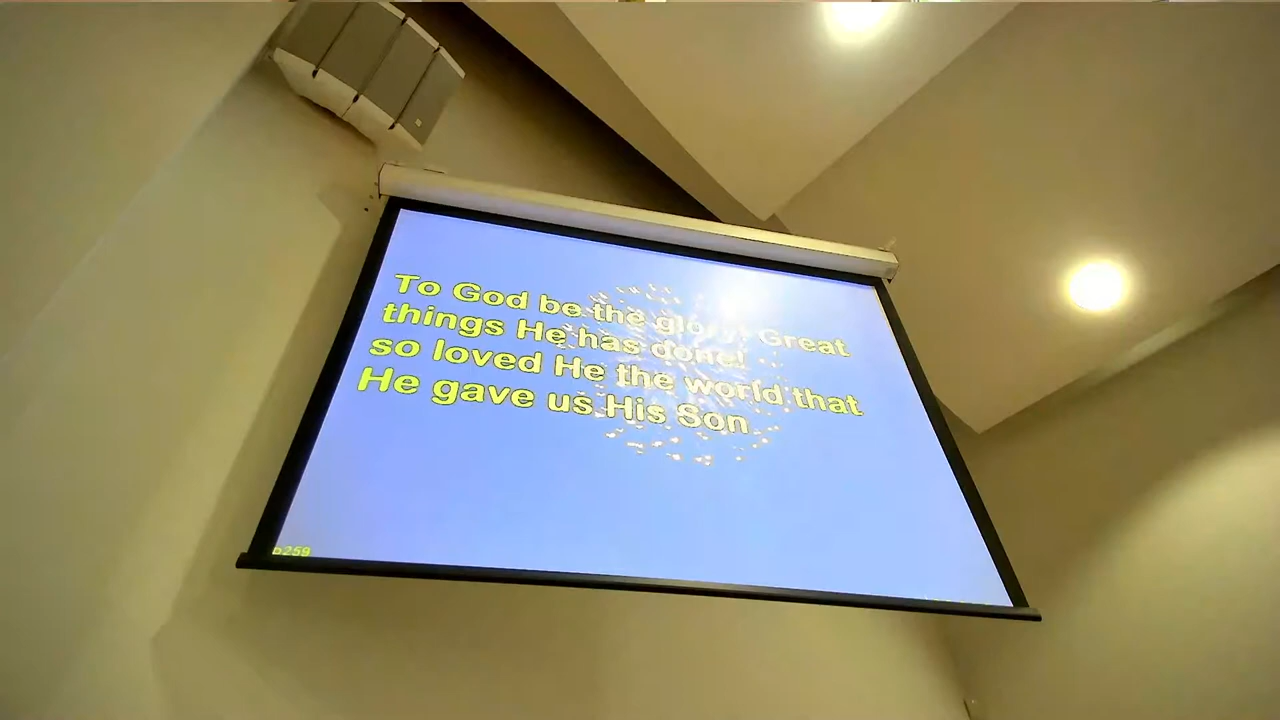 To God be the glory! Great
things He has done!
so loved He the world that
He gave us His Son
b259